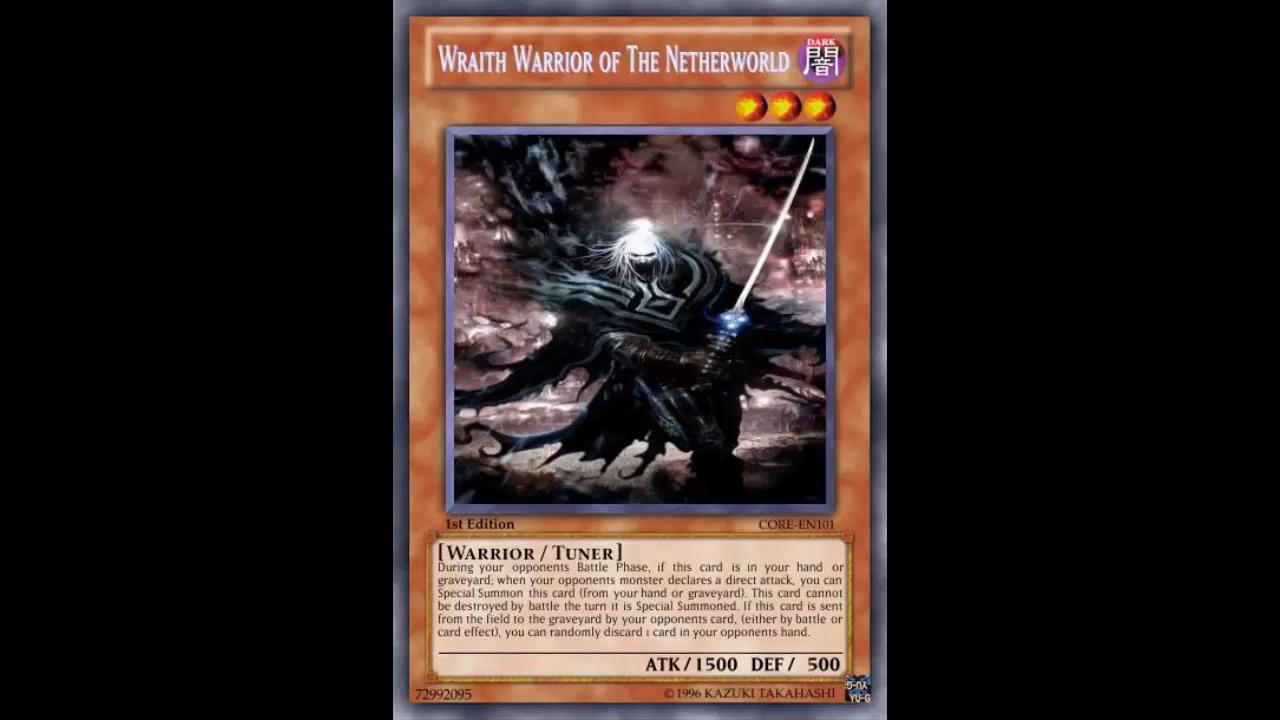 Wraith Warrior of The Netherworld
DARK
闇
1st Edition
CORE-EN101
[Warrior / Tuner]
During your opponents Battle Phase, if this card is in your hand or
graveyard; when your opponents monster declares a direct attack, you can
Special Summon this card (from your hand or graveyard). This card cannot
be destroyed by battle the turn it is Special Summoned. If this card is sent
from the field to the graveyard by your opponents card, (either by battle or
card effect), you can randomly discard 1 card in your opponents hand.
ATK / 1500 DEF / 500
72992095
©1996 KAZUKI TAKAHASHI